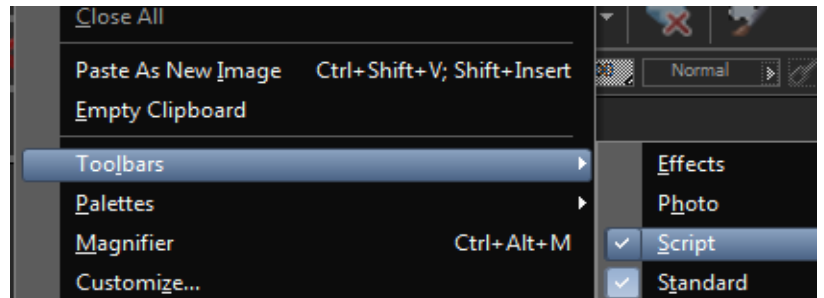 Close All
Paste As New Image Ctrl+Shift+V; Shift+Insert
Empty Clipboard
Toolbars
Palettes
Magnifier Ctrl+Alt+M
Customize...
Normal
Effects
Photo
Script
Standard